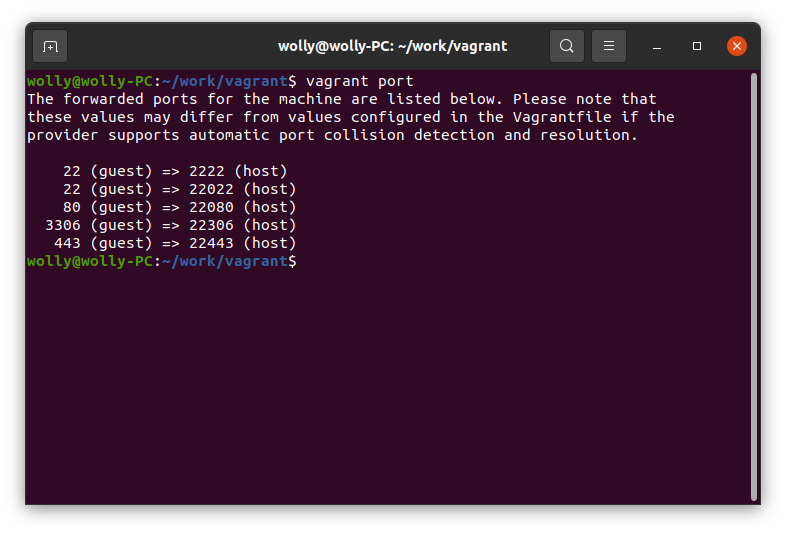 wolly@wolly-PC: ~/work/vagrant
wolly@wolly-PC:~/work/vagrant$ vagrant port
The forwarded ports for the machine are listed below. Please note that
these values may differ from values configured in the Vagrantfile if the
provider supports automatic port collision detection and resolution.
22 (guest) => 2222 (host)
22 (guest) => 22022 (host)
80 (guest) => 22080 (host)
3306 (guest) => 22306 (host)
443 (guest) => 22443 (host)
wolly@wolly-PC:~/work/vagrant$